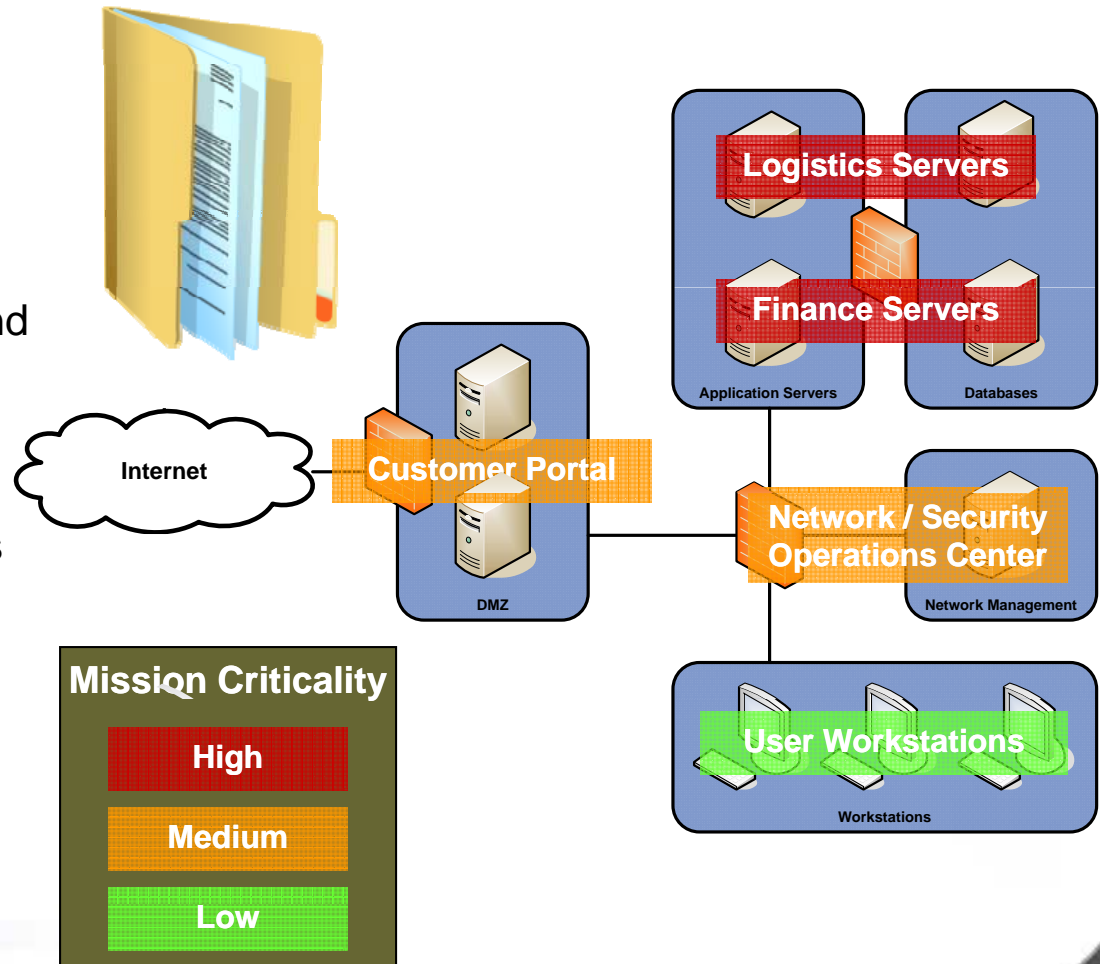 nd
s
Internet
Customer Portal
DMZ
Logistics Servers
Finance Servers
Application Servers
Databases
Network / Security
Operations Center
Network Management
User Workstations
Workstations
Mission Criticality
High
Medium
Low